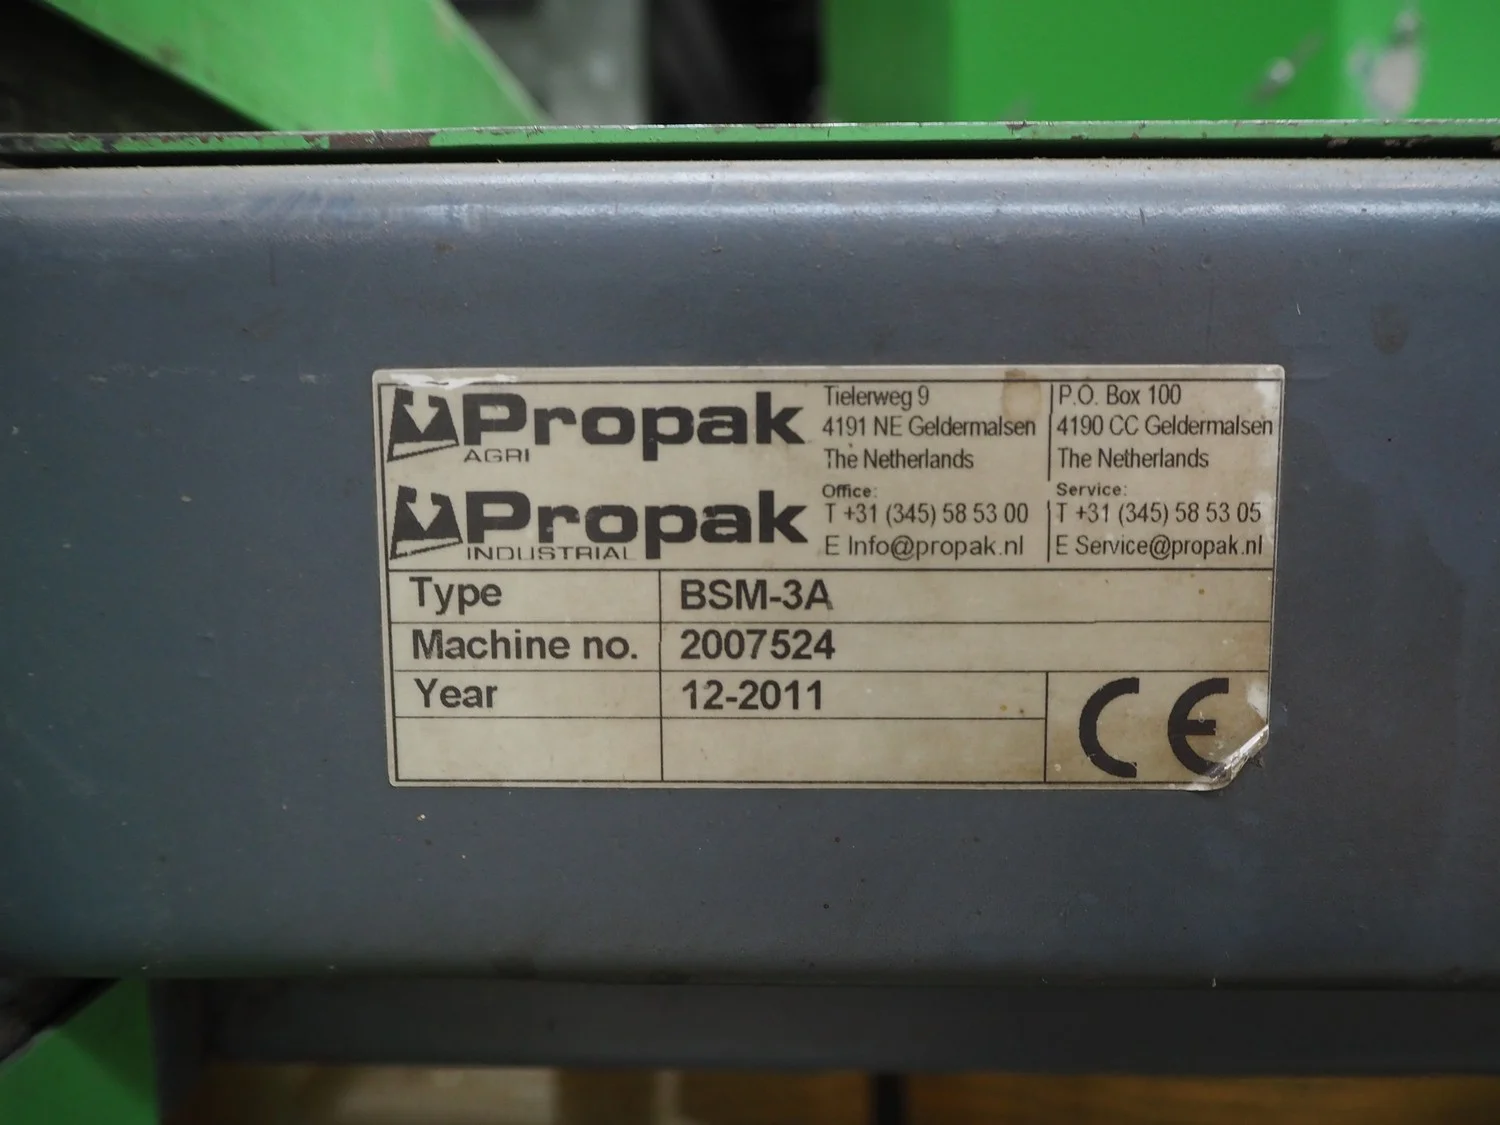 Propak
AGRI
Tielerweg 9
4191 NE Geldermalsen
The Netherlands
P.O. Box 100
4190 CC Geldermalsen
The Netherlands
Propak
INDUSTRIAL
Office:
T +31 (345) 58 53 00
E Info@propak.nl
Service:
T +31 (345) 58 53 05
E Service@propak.nl
Type BSM-3A
Machine no. 2007524
Year 12-2011
CE